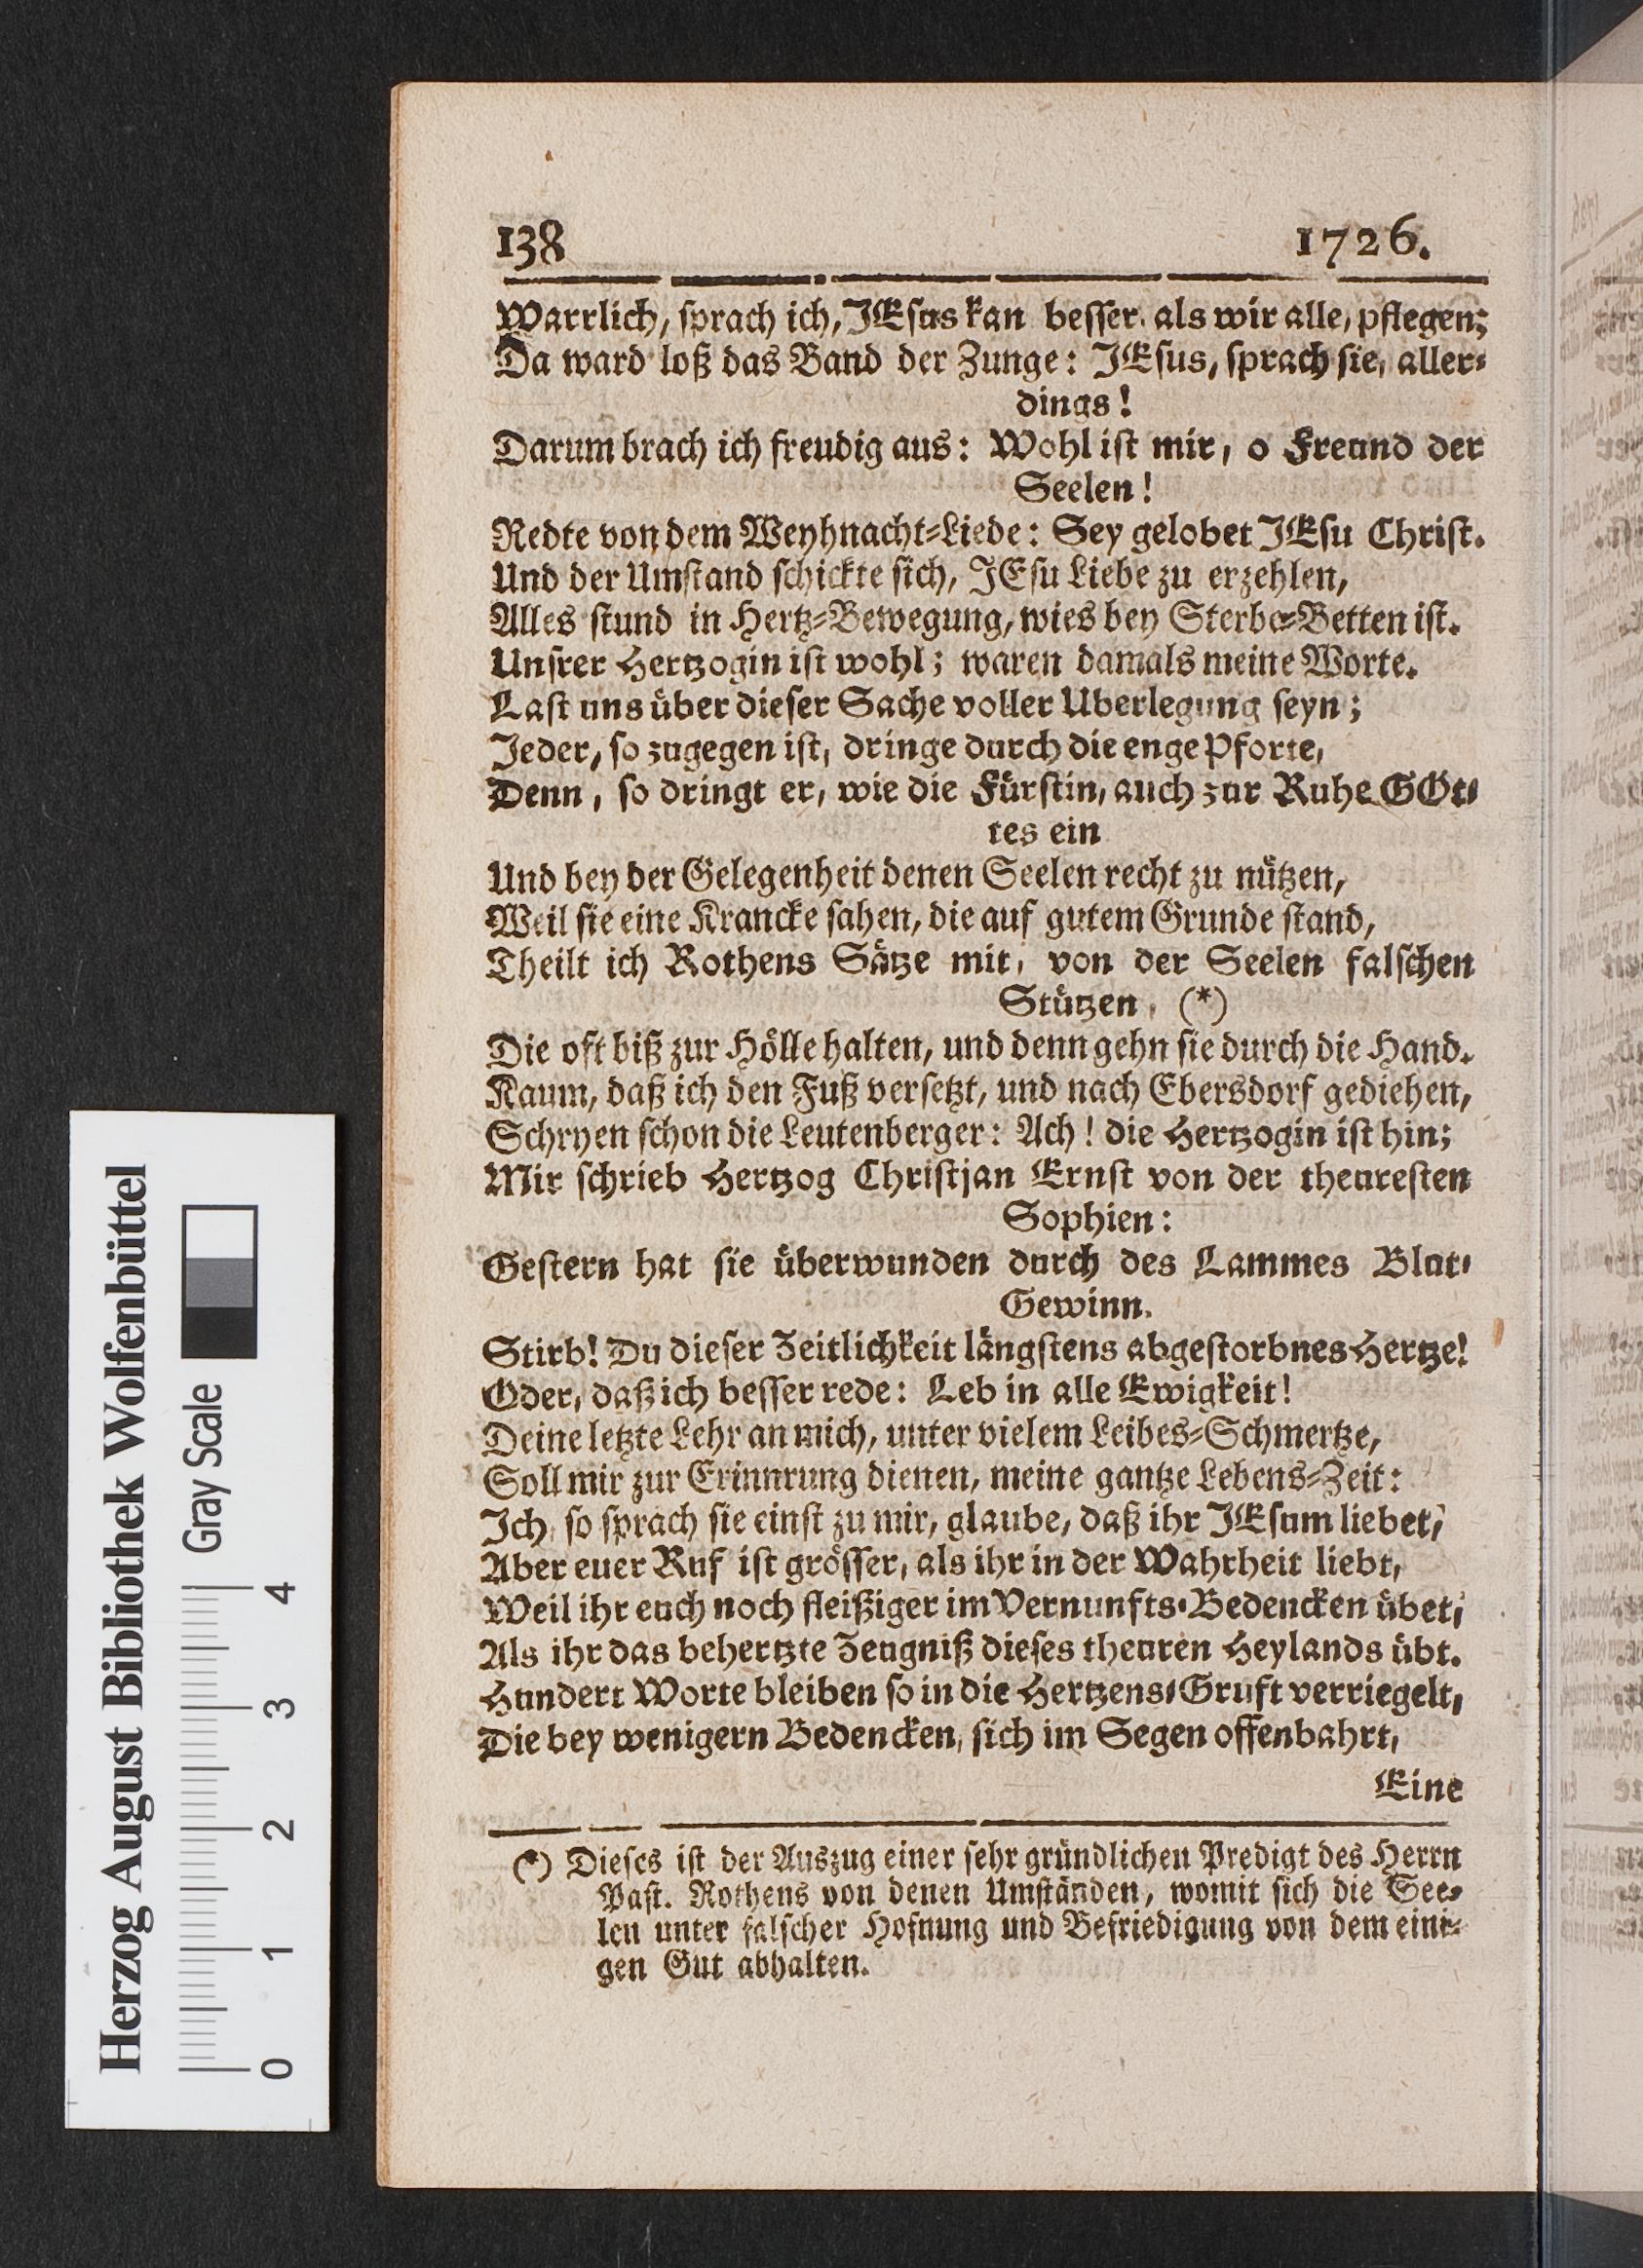 138 1726.
Warrlich, sprach ich, JEsus kan besser, als wir alle, pflegen;
Da ward loß das Band der Zunge: JEsus, sprach sie, aller-
dings!
Darum brach ich freudig aus: Wohl ist mir, o Freund der
Seelen!
Redte von dem Weyhnacht-Liede: Sey gelobet JEsu Christ.
Und der Umstand schickte sich, JEsu Liebe zu erzehlen,
Alles stund in Hertz-Bewegung, wies bey Sterbe-Betten ist.
Unsrer Hertzogin ist wohl; waren damals meine Worte.
Last uns über dieser Sache voller Uberlegung seyn;
Jeder, so zugegen ist, dringe durch die enge Pforte,
Denn, so dringt er, wie die Fürstin, auch zur Ruhe GOt-
tes ein
Und bey der Gelegenheit denen Seelen recht zu nützen,
Weil sie eine Krancke sahen, die auf gutem Grunde stand,
Theilt ich Rothens Sätze mit, von der Seelen falschen
Stützen, (*)
Die oft biß zur Hölle halten, und denn gehn sie durch die Hand.
Kaum, daß ich den Fuß versetzt, und nach Ebersdorf gediehen,
Schryen schon die Leutenberger: Ach! die Hertzogin ist hin;
Mir schrieb Hertzog Christjan Ernst von der theuresten
Sophien:
Gestern hat sie überwunden durch des Lammes Blut-
Gewinn.
Stirb! Du dieser Zeitlichkeit längstens abgestorbnes Hertze!
Oder, daß ich besser rede: Leb in alle Ewigkeit!
Deine letzte Lehr an mich, unter vielem Leibes-Schmertze,
Soll mir zur Erinnrung dienen, meine gantze Lebens-Zeit:
Ich, so sprach sie einst zu mir, glaube, daß ihr JEsum liebet,
Aber euer Ruf ist grösser, als ihr in der Wahrheit liebt,
Weil ihr euch noch fleißiger im Vernunfts-Bedencken übet,
Als ihr das behertzte Zeugniß dieses theuren Heylands übt.
Hundert Worte bleiben so in die Hertzens-Gruft verriegelt,
Die bey wenigern Bedencken, sich im Segen offenbahrt,
Eine
(*) Dieses ist der Auszug einer sehr gründlichen Predigt des Herrn
Past. Rothens von denen Umständen, womit sich die See-
len unter falscher Hofnung und Befriedigung von dem eini-
gen Gut abhalten.
Herzog August Bibliothek Wolfenbüttel
Gray Scale
0 1 2 3 4